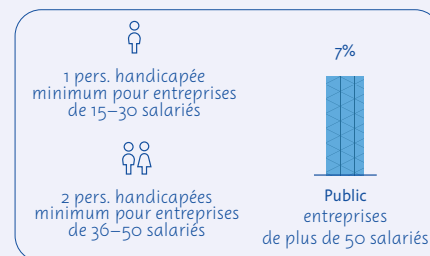 1 pers. handicapée
minimum pour entreprises
de 15–30 salariés
2 pers. handicapées
minimum pour entreprises
de 36–50 salariés
7%
Public
entreprises
de plus de 50 salariés